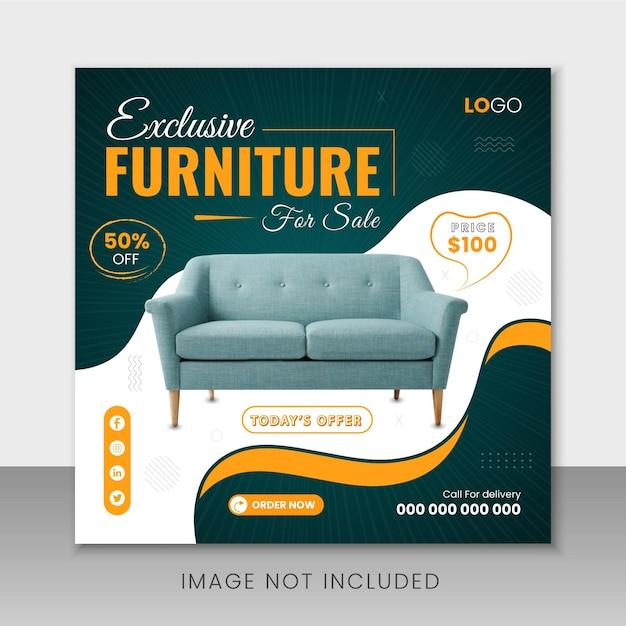 LOGO
Exclusive
FURNITURE
For Sale
50%
OFF
PRICE
$100
TODAY'S OFFER
ORDER NOW
Call For delivery
000 000 000 000
IMAGE NOT INCLUDED